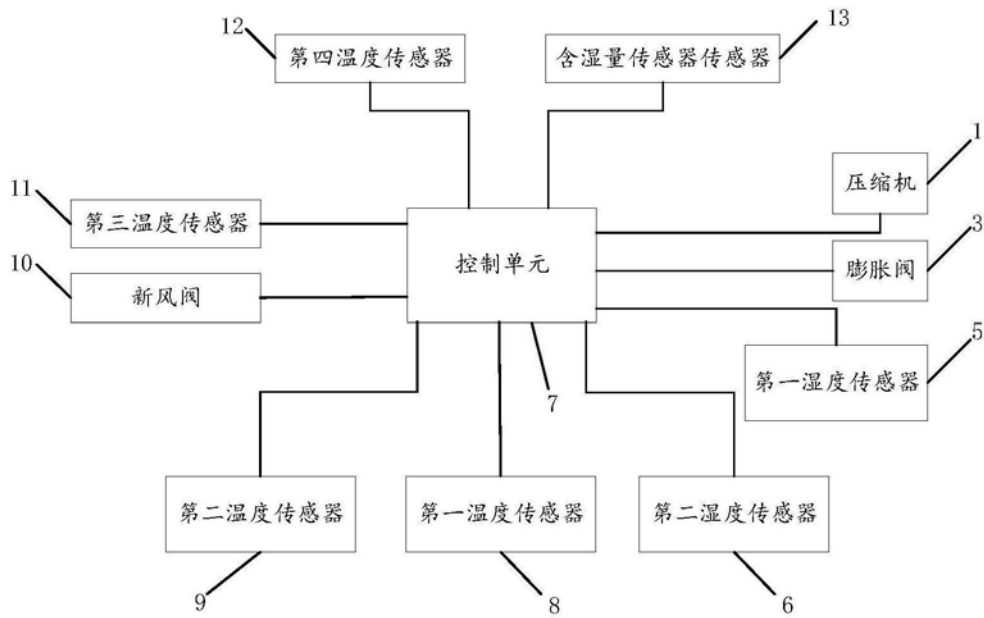 12
第四温度传感器
含湿量传感器传感器
13
1
压缩机
11
第三温度传感器
控制单元
3
膨胀阀
10
新风阀
5
第一湿度传感器
7
第二温度传感器
第一温度传感器
第二湿度传感器
9
8
6